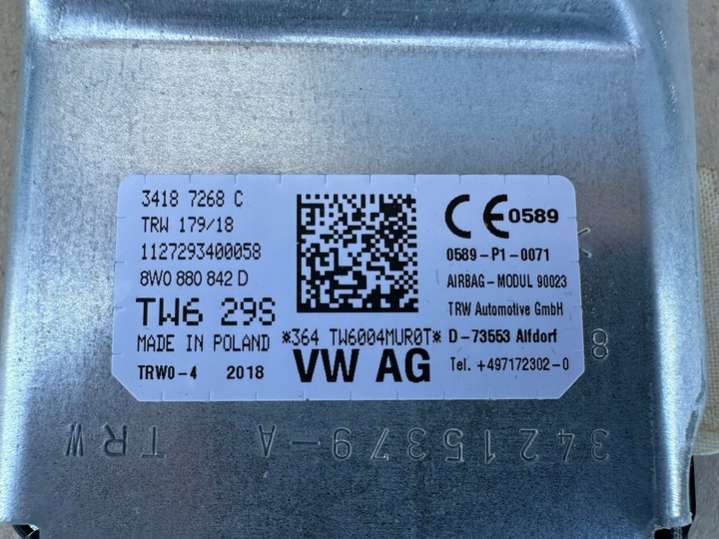 3418 7268 C
TRW 179/18
1127293400058
8W0 880 842 D
TW6 29S
MADE IN POLAND
TRW0-4 2018
*364 TW6004MUR0T*
VW AG
CE 0589
0589-P1-0071
AIRBAG-MODUL 90023
TRW Automotive GmbH
D-73553 Alfdorf
Tel. +497172302-0
8
34215379-A TRW